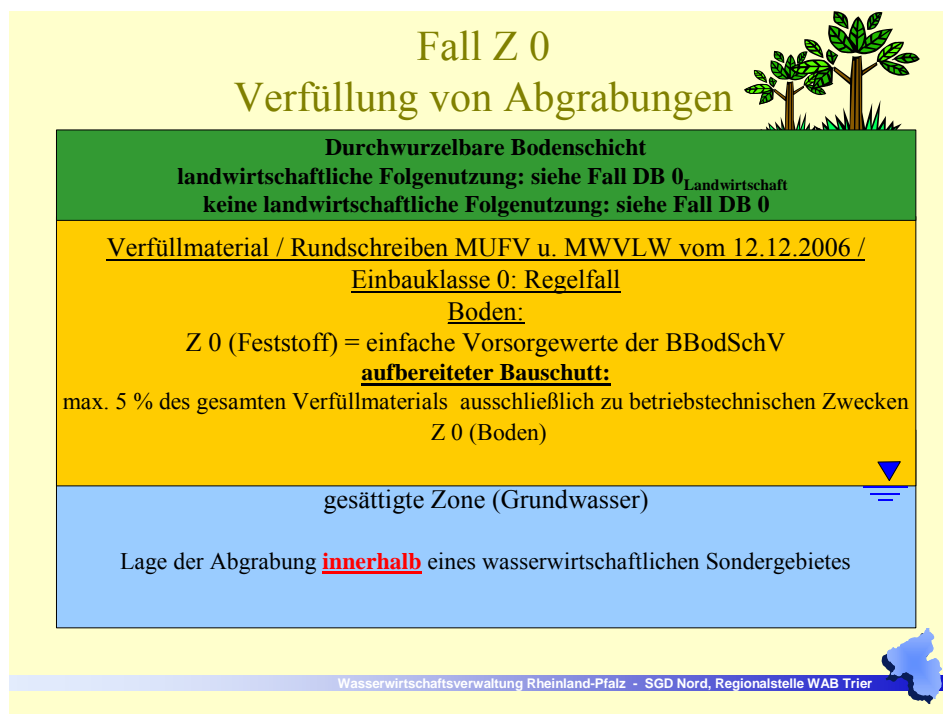 Fall Z 0
Verfüllung von Abgrabungen
Durchwurzelbare Bodenschicht
landwirtschaftliche Folgenutzung: siehe Fall DB 0Landwirtschaft
keine landwirtschaftliche Folgenutzung: siehe Fall DB 0
Verfüllmaterial / Rundschreiben MUFV u. MWVLW vom 12.12.2006 /
Einbauklasse 0: Regelfall
Boden:
Z 0 (Feststoff) = einfache Vorsorgewerte der BBodSchV
aufbereiteter Bauschutt:
max. 5 % des gesamten Verfüllmaterials ausschließlich zu betriebstechnischen Zwecken
Z 0 (Boden)
gesättigte Zone (Grundwasser)
Lage der Abgrabung innerhalb eines wasserwirtschaftlichen Sondergebietes
Wasserwirtschaftsverwaltung Rheinland-Pfalz - SGD Nord, Regionalstelle WAB Trier